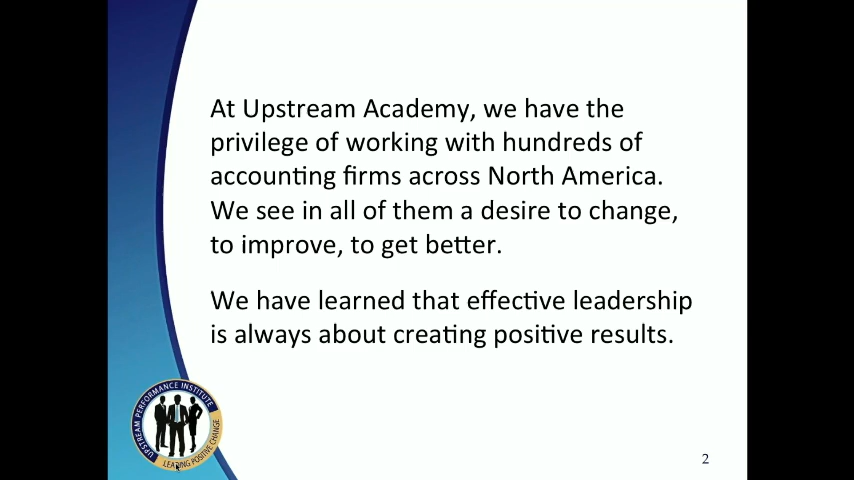 At Upstream Academy, we have the
privilege of working with hundreds of
accounting firms across North America.
We see in all of them a desire to change,
to improve, to get better.
We have learned that effective leadership
is always about creating positive results.
UPSTREAM PERFORMANCE INSTITUTE
LEADING POSITIVE CHANGE
2